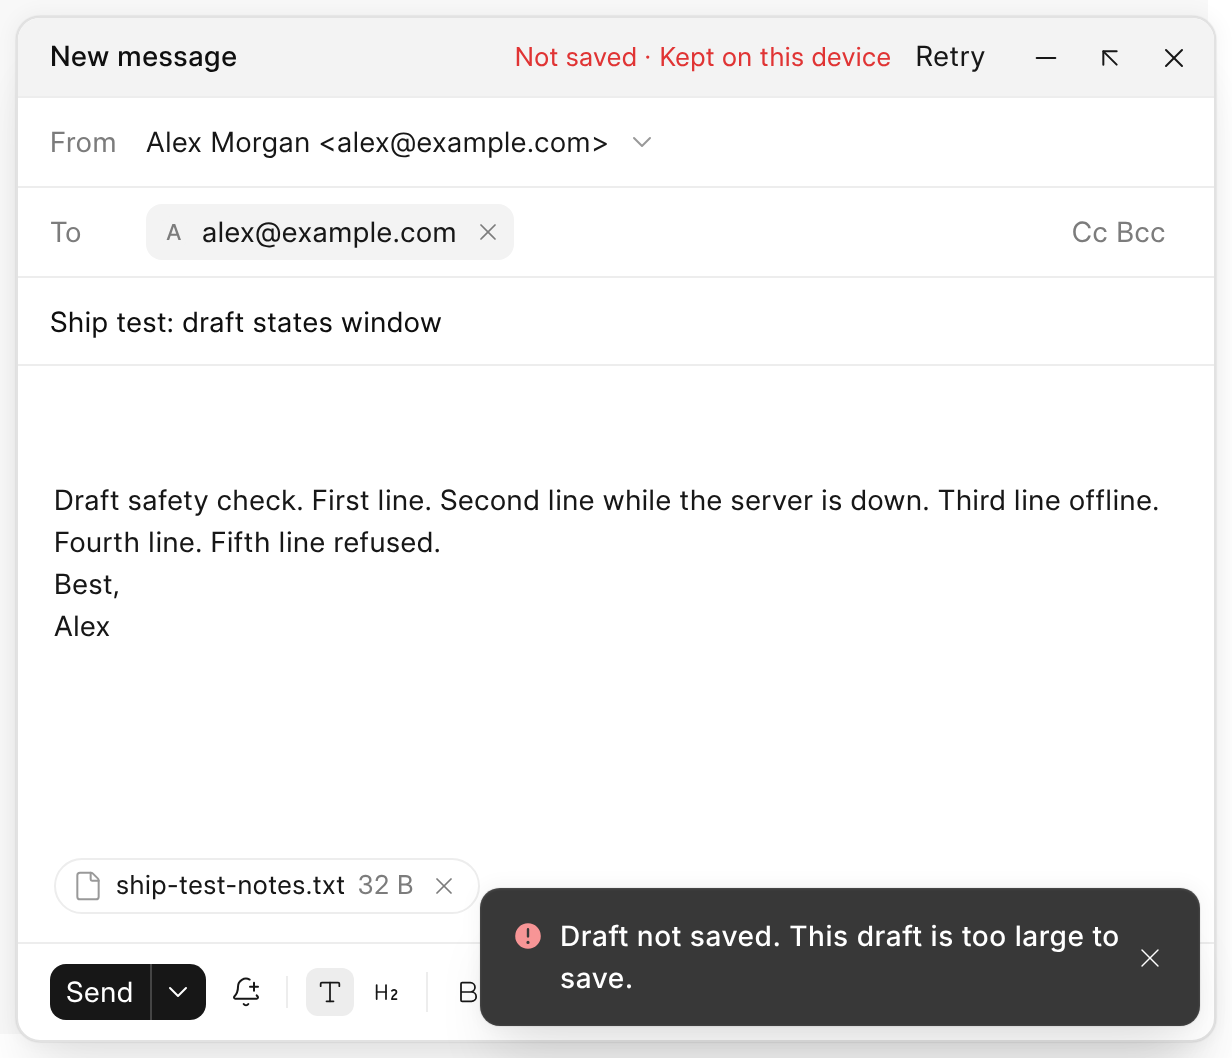 New message Not saved · Kept on this device Retry
From Alex Morgan <alex@example.com>
To A alex@example.com Cc Bcc
Ship test: draft states window
Draft safety check. First line. Second line while the server is down. Third line offline.
Fourth line. Fifth line refused.
Best,
Alex
ship-test-notes.txt 32 B
Draft not saved. This draft is too large to
save.
Send T H2 B